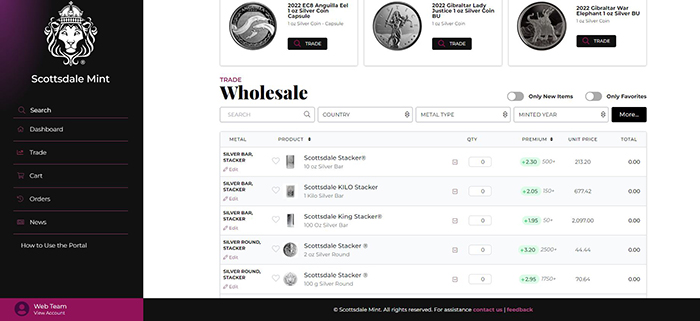 Scottsdale Mint
Search
Dashboard
Trade
Cart
Orders
News
How to Use the Portal
Web Team
View Account
2022 EC8 Anguilla Eel
1 oz Silver Coin
Capsule
1 oz Silver Coin - Capsule
TRADE
2022 Gibraltar Lady
Justice 1 oz Silver Coin
BU
1 oz Silver Coin
TRADE
2022 Gibraltar War
Elephant 1 oz Silver BU
1 oz Silver Coin
TRADE
TRADE
Wholesale
Only New Items
Only Favorites
SEARCH
COUNTRY
METAL TYPE
MINTED YEAR
More...
METAL PRODUCT QTY PREMIUM UNIT PRICE TOTAL
SILVER BAR,
STACKER
Edit
Scottsdale Stacker®
10 oz Silver Bar
0 +2.30 500+ 213.20 0.00
SILVER BAR,
STACKER
Edit
Scottsdale KILO Stacker
1 Kilo Silver Bar
0 +2.05 150+ 677.42 0.00
SILVER BAR,
STACKER
Edit
Scottsdale King Stacker®
100 Oz Silver Bar
0 +1.95 50+ 2,097.00 0.00
SILVER ROUND,
STACKER
Edit
Scottsdale Stacker ®
2 oz Silver Round
0 +3.20 2500+ 44.44 0.00
SILVER ROUND,
STACKER
Edit
Scottsdale Stacker ®
100 g Silver Round
0 +2.95 1750+ 70.64 0.00
© Scottsdale Mint. All rights reserved. For assistance contact us | feedback